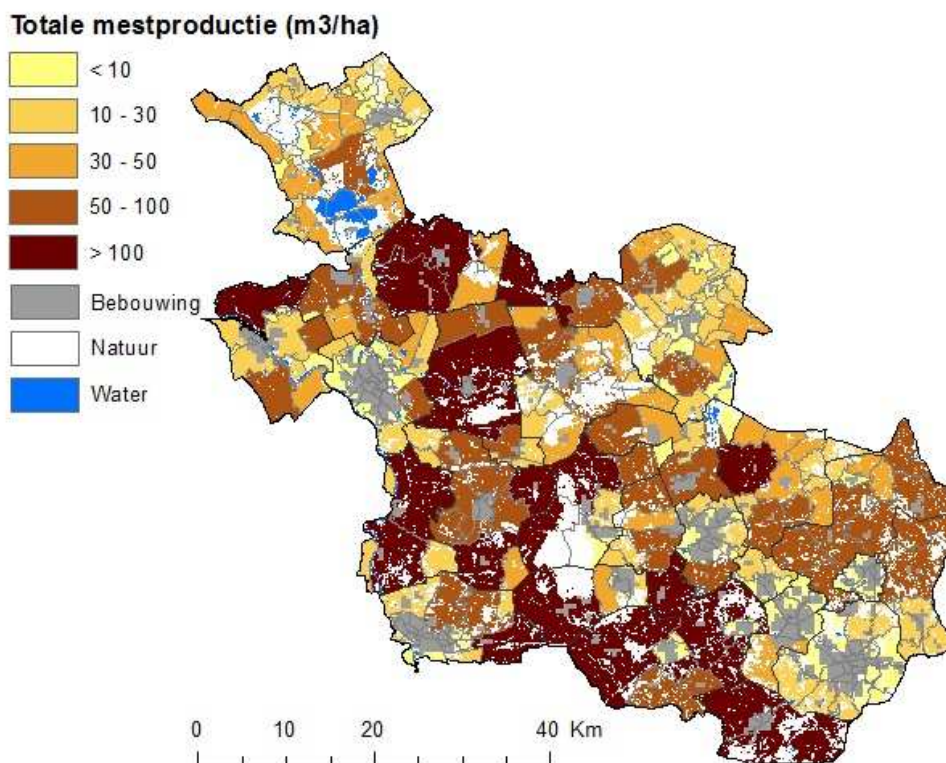 Totale mestproductie (m3/ha)
< 10
10 - 30
30 - 50
50 - 100
> 100
Bebouwing
Natuur
Water
0 10 20 40 Km